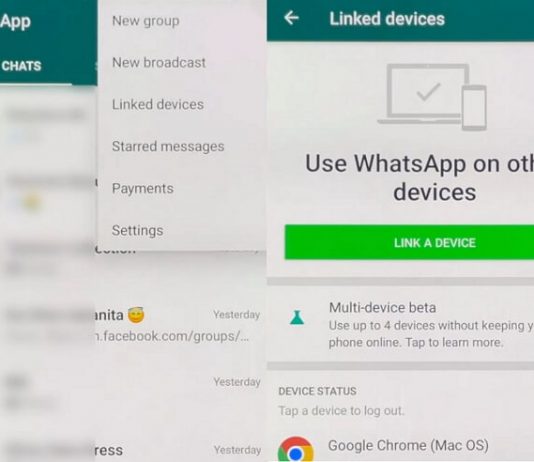 App
CHATS
New group
New broadcast
Linked devices
Starred messages
Payments
Settings
anita 😇
Yesterday
n.facebook.com/groups/...
Yesterday
ress
Yesterday
Linked devices
Use WhatsApp on oth
devices
LINK A DEVICE
Multi-device beta
Use up to 4 devices without keeping y
phone online. Tap to learn more.
DEVICE STATUS
Tap a device to log out.
Google Chrome (Mac OS)